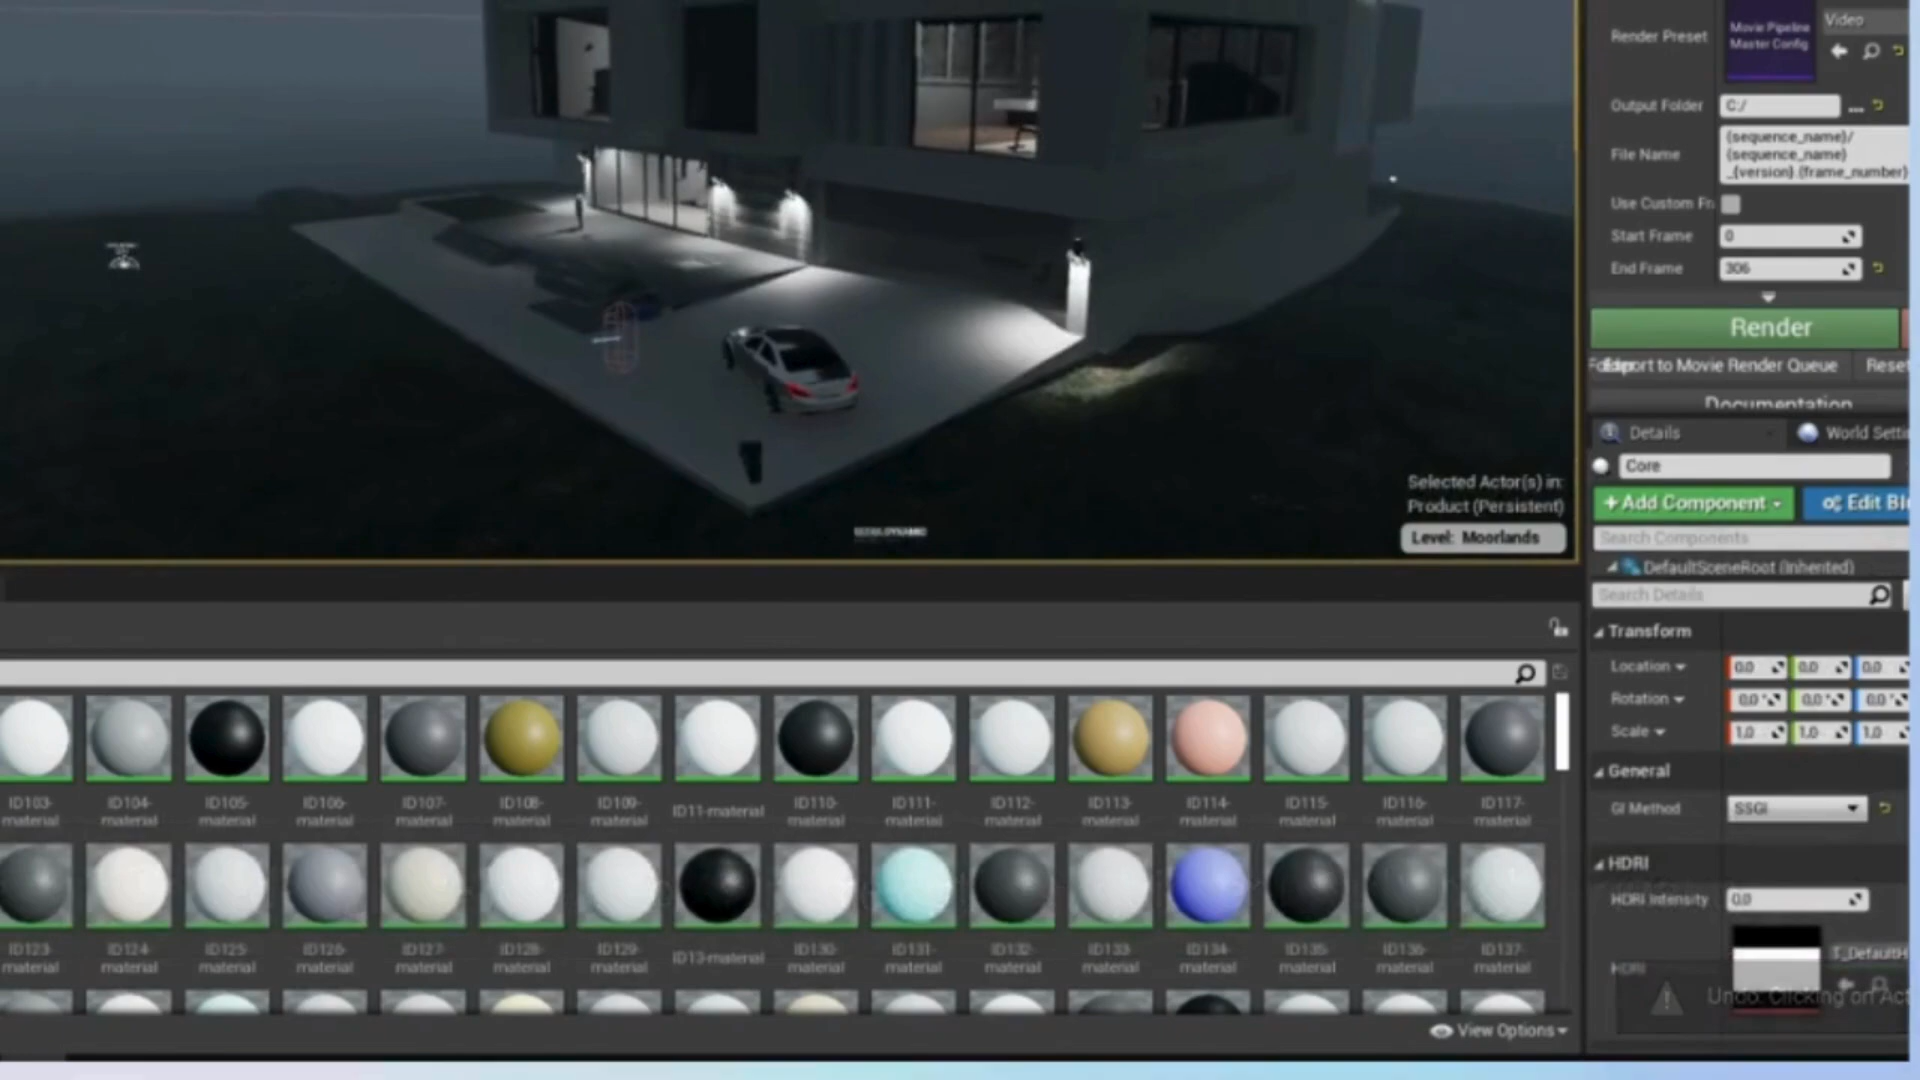 Render Preset
Movie Pipeline
Master Config
Video
Output Folder
C:/
...
File Name
{sequence_name}/
{sequence_name}
_{version}.{frame_number}
Use Custom Fr
Start Frame
0
End Frame
306
Render
Export to Movie Render Queue
Reset
Documentation
Details
World Setti
Core
+ Add Component
Edit Bl
Search Components
DefaultSceneRoot (Inherited)
Search Details
Transform
Location
0.0
0.0
0.0
Rotation
0.0 °
0.0 °
0.0 °
Scale
1.0
1.0
1.0
General
GI Method
SSGI
HDRI
HDRI Intensity
0.0
HDRI
T_DefaultH
Undo: Clicking on Act
Selected Actor(s) in:
Product (Persistent)
Level: Moorlands
ID103-
material
ID104-
material
ID105-
material
ID106-
material
ID107-
material
ID108-
material
ID109-
material
ID11-material
ID110-
material
ID111-
material
ID112-
material
ID113-
material
ID114-
material
ID115-
material
ID116-
material
ID117-
material
ID123-
material
ID124-
material
ID125-
material
ID126-
material
ID127-
material
ID128-
material
ID129-
material
ID13-material
ID130-
material
ID131-
material
ID132-
material
ID133-
material
ID134-
material
ID135-
material
ID136-
material
ID137-
material
View Options